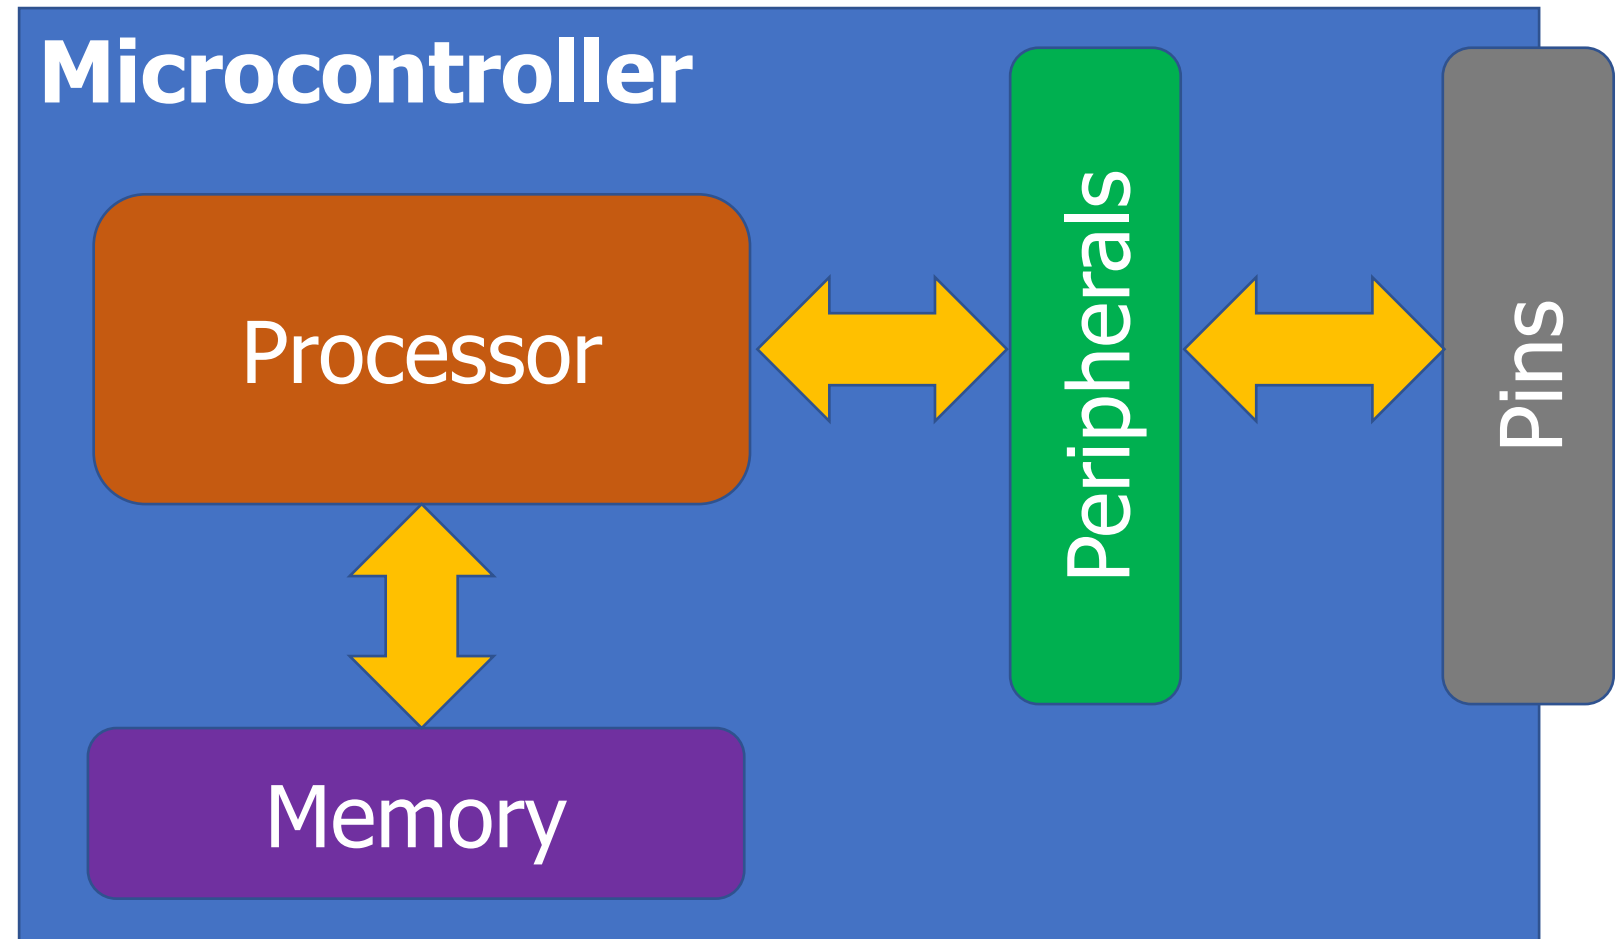 Microcontroller
Processor
Peripherals
Pins
Memory